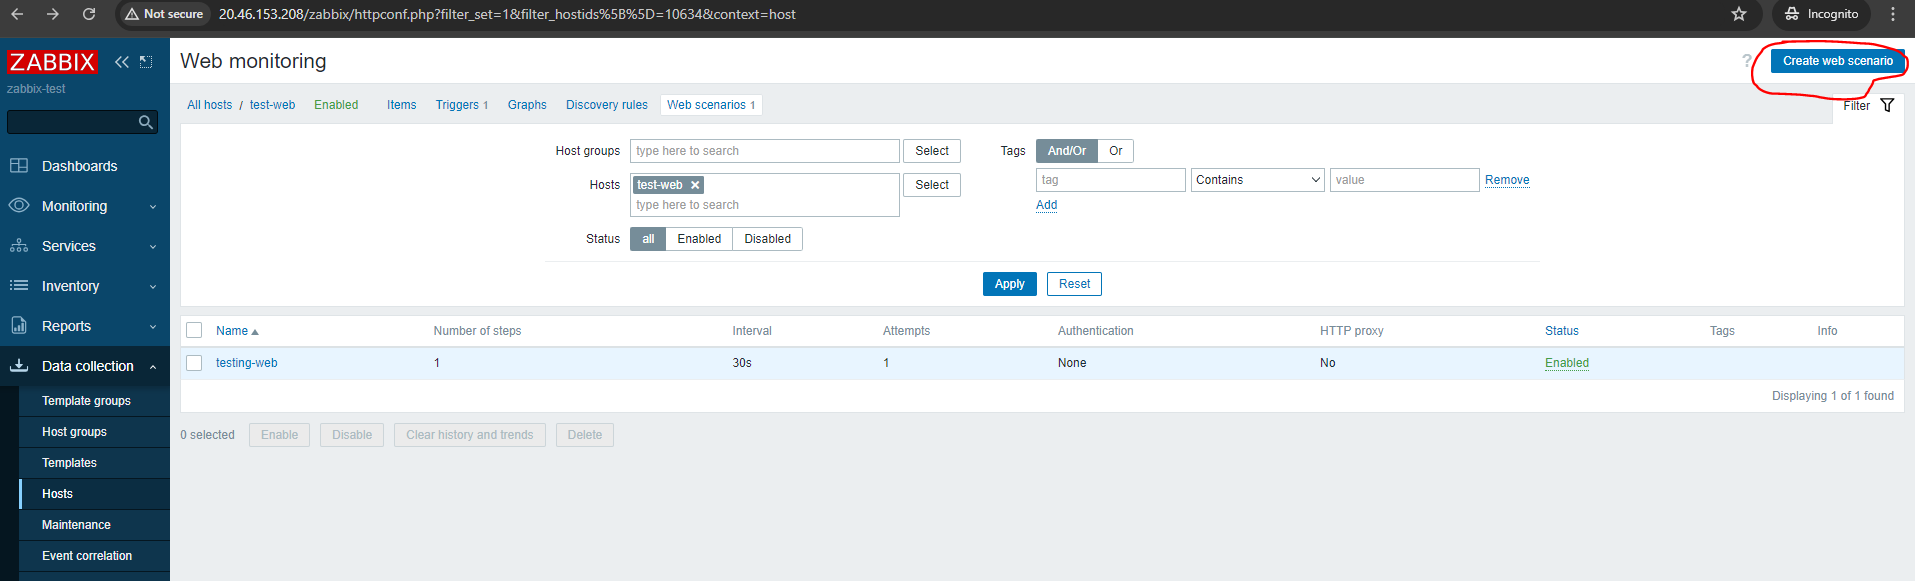 Not secure 20.46.153.208/zabbix/httpconf.php?filter_set=1&filter_hostids%5B%5D=10634&context=host Incognito
ZABBIX Web monitoring ? Create web scenario
zabbix-test
All hosts / test-web Enabled Items Triggers 1 Graphs Discovery rules Web scenarios 1 Filter
Host groups type here to search Select Tags And/Or Or
Hosts test-web Select tag Contains value Remove
type here to search Add
Status all Enabled Disabled
Apply Reset
Name Number of steps Interval Attempts Authentication HTTP proxy Status Tags Info
testing-web 1 30s 1 None No Enabled
Displaying 1 of 1 found
0 selected Enable Disable Clear history and trends Delete
Dashboards
Monitoring
Services
Inventory
Reports
Data collection
Template groups
Host groups
Templates
Hosts
Maintenance
Event correlation